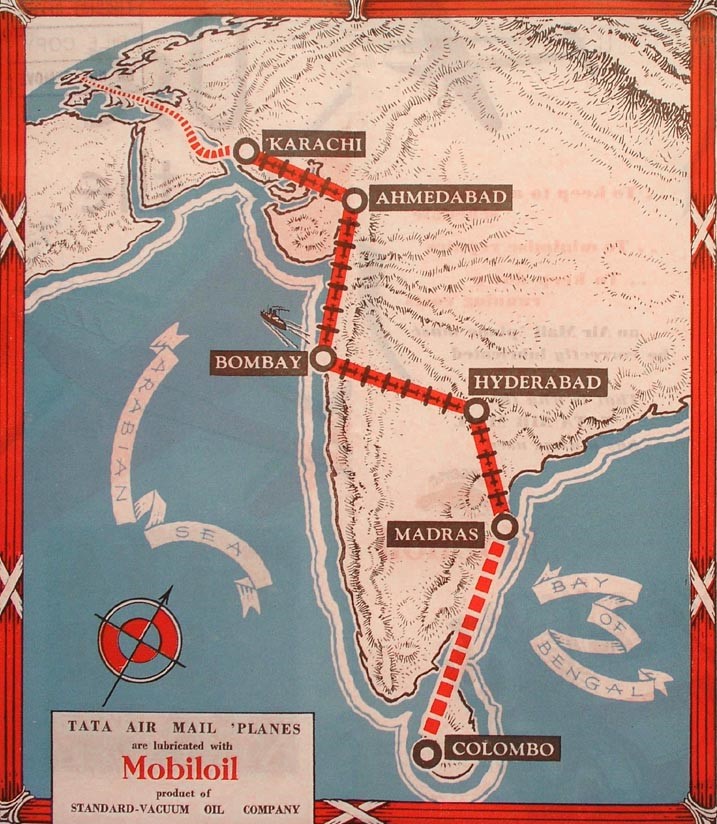 KARACHI
AHMEDABAD
BOMBAY
HYDERABAD
ARABIAN
SEA
MADRAS
BAY
OF
BENGAL
COLOMBO
TATA AIR MAIL 'PLANES
are lubricated with
Mobiloil
product of
STANDARD-VACUUM OIL COMPANY